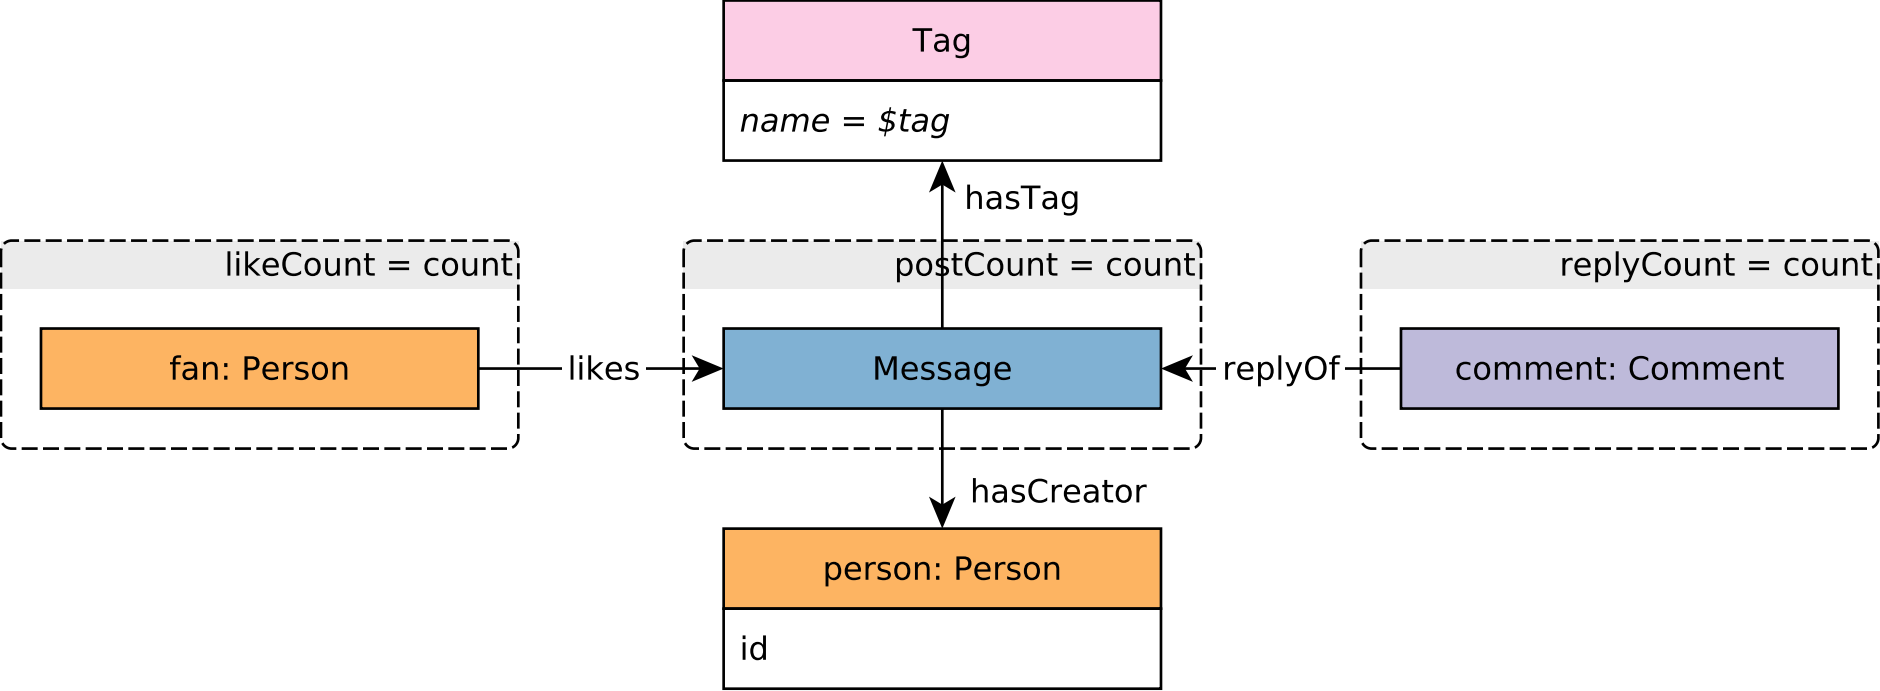 Tag
name = $tag
hasTag
likeCount = count
postCount = count
replyCount = count
fan: Person
likes
Message
replyOf
comment: Comment
hasCreator
person: Person
id